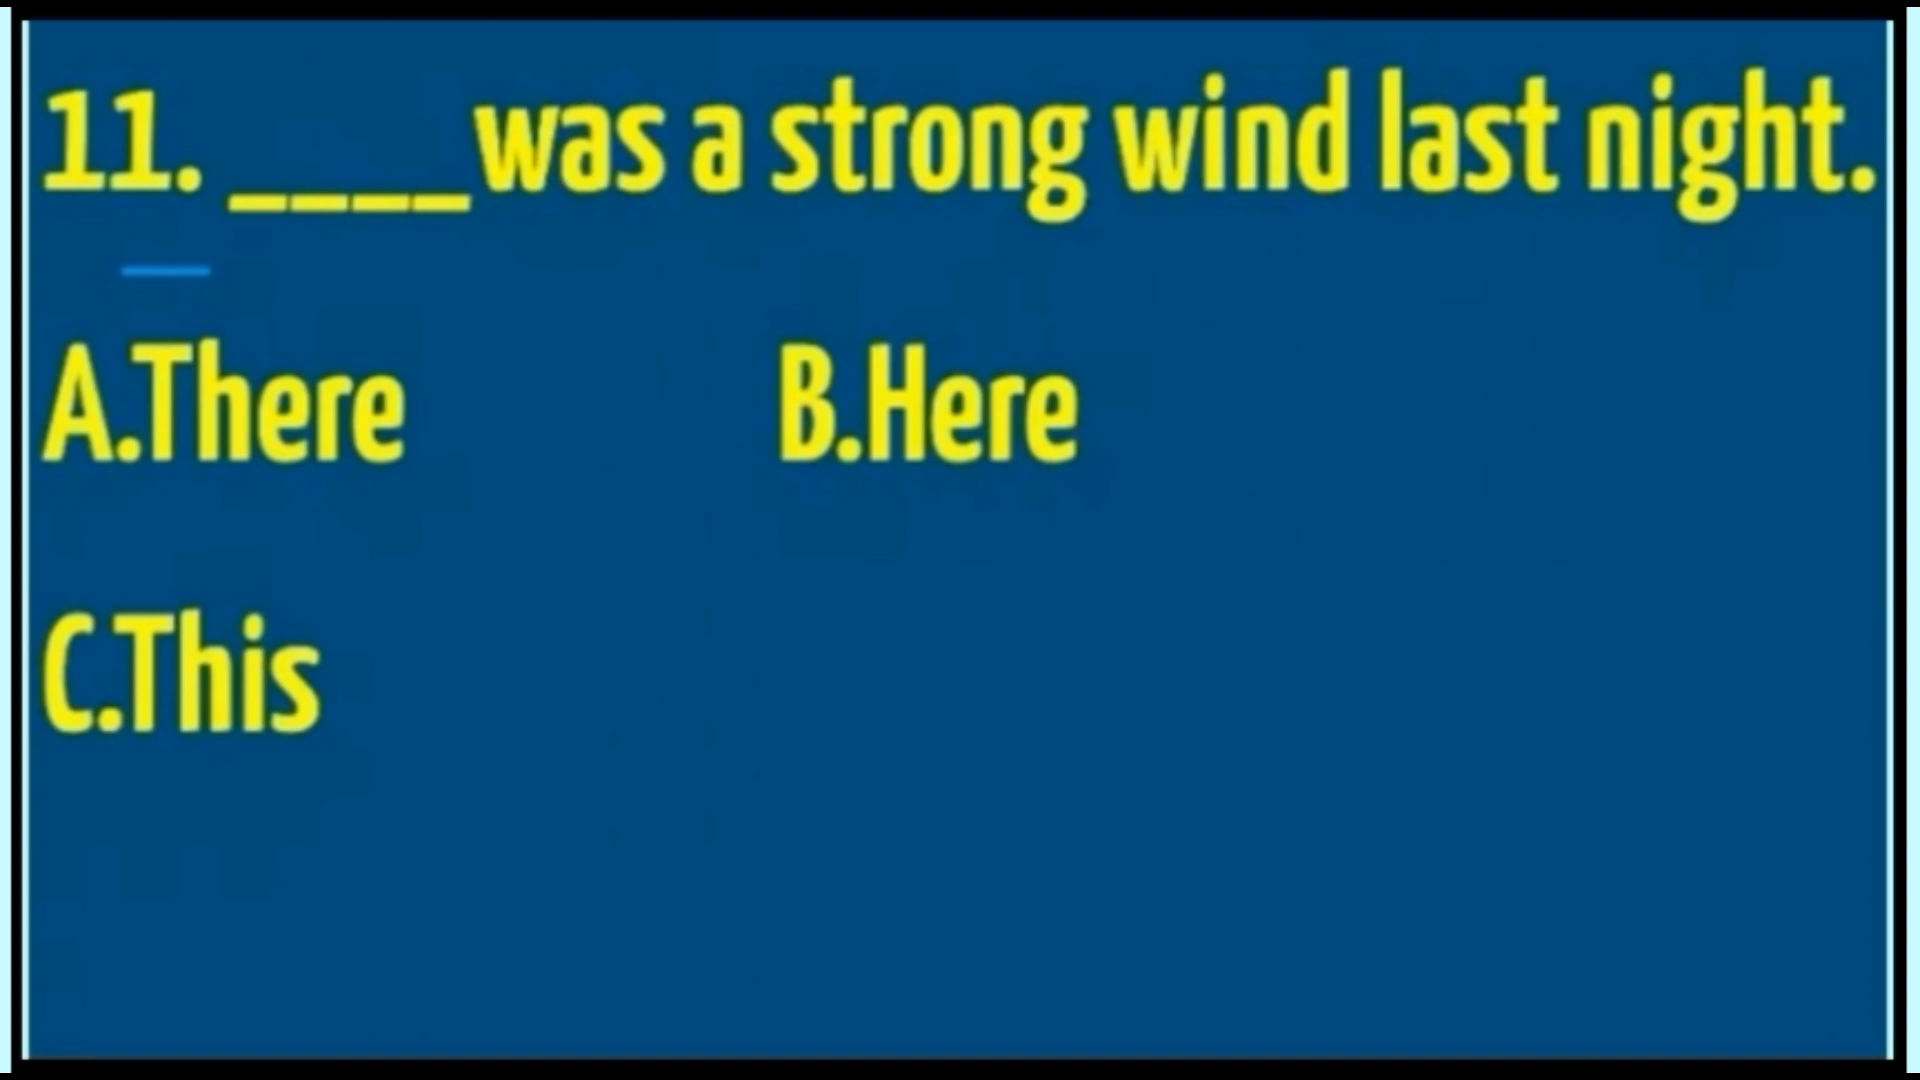 11. ____was a strong wind last night.
A.There B.Here
C.This